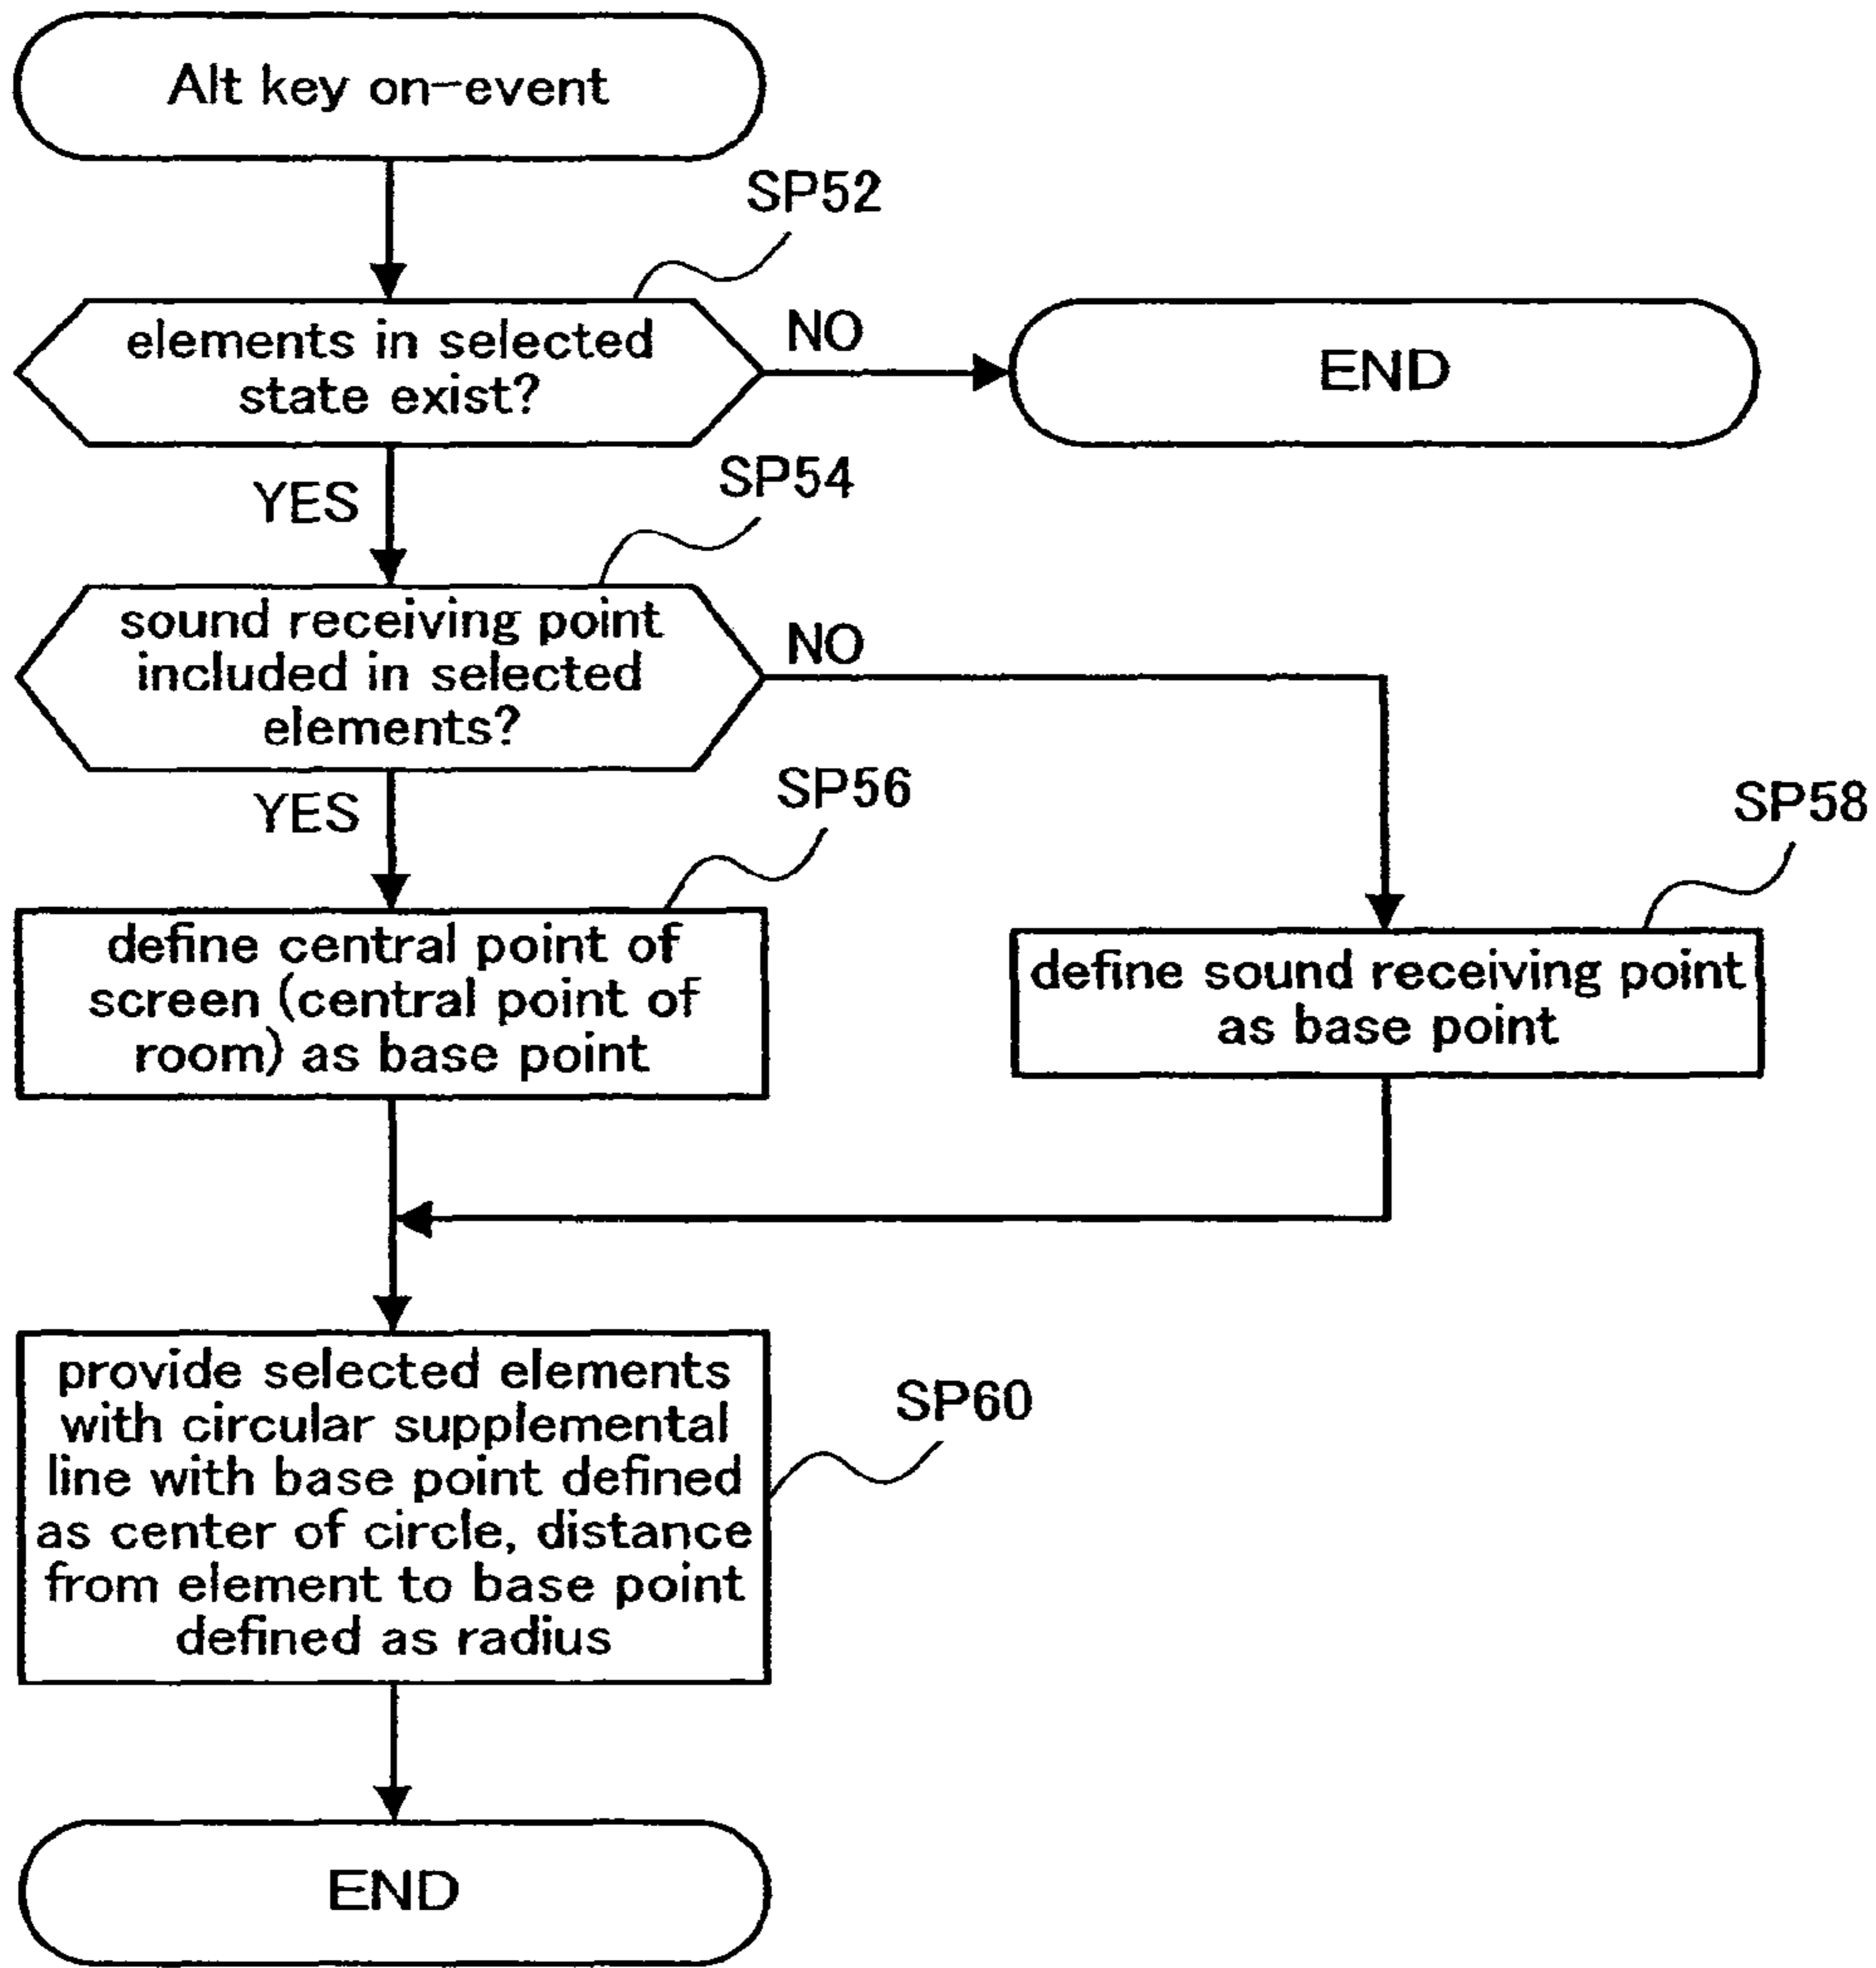 Alt key on-event
SP52
elements in selected
state exist?
NO
END
YES
SP54
sound receiving point
included in selected
elements?
NO
YES
SP56
SP58
define central point of
screen (central point of
room) as base point
define sound receiving point
as base point
provide selected elements
with circular supplemental
line with base point defined
as center of circle, distance
from element to base point
defined as radius
SP60
END